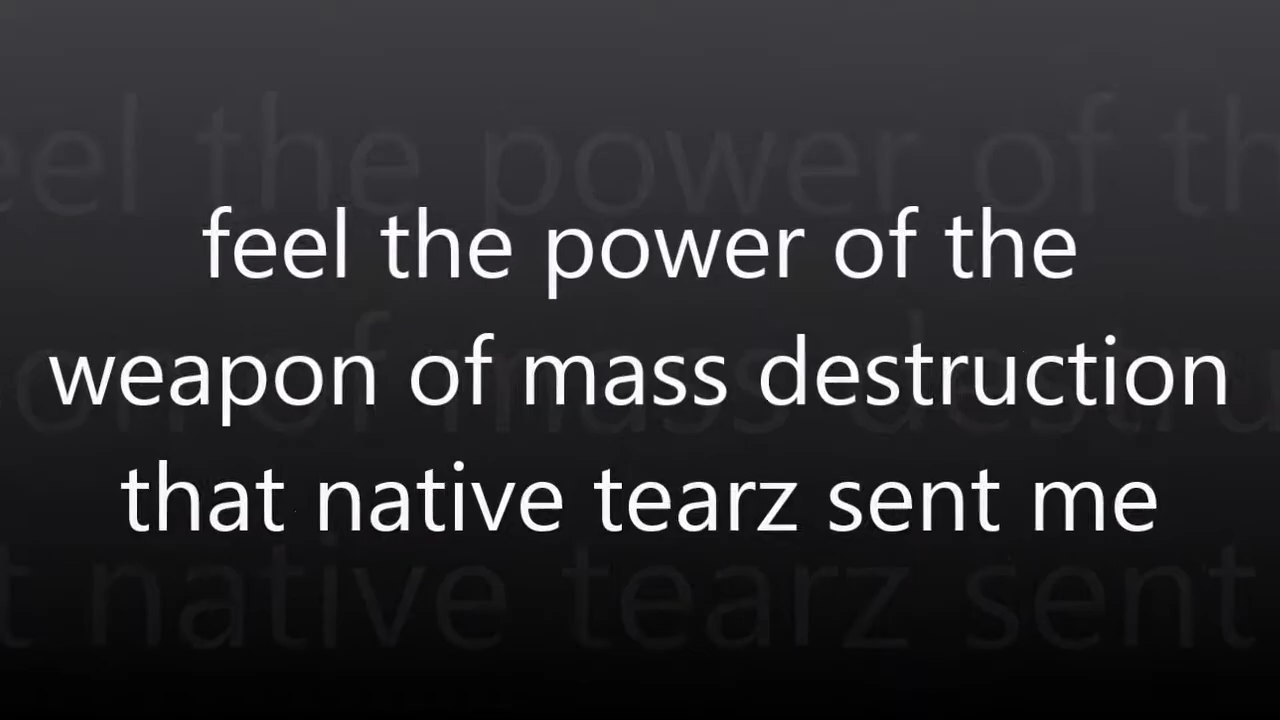 feel the power of the
weapon of mass destruction
that native tearz sent me